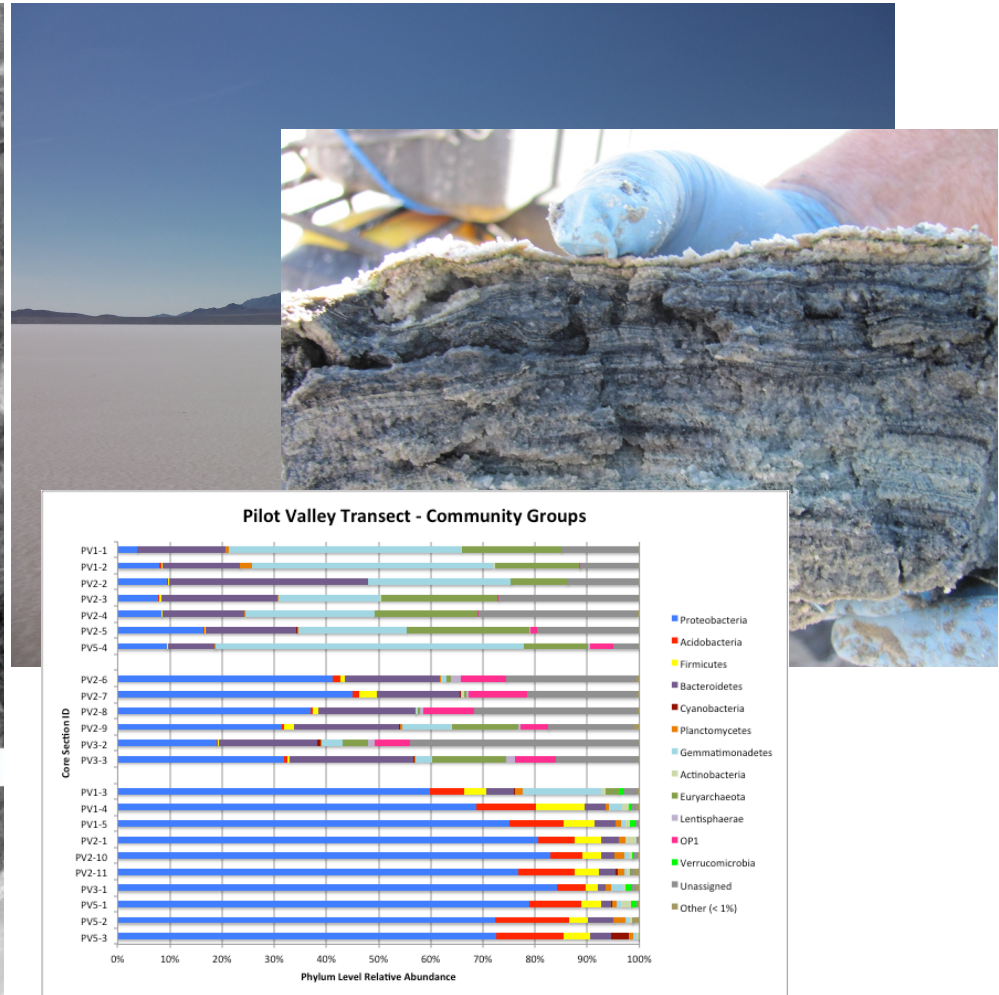 Pilot Valley Transect - Community Groups
Core Section ID
PV1-1
PV1-2
PV2-2
PV2-3
PV2-4
PV2-5
PV5-4
PV2-6
PV2-7
PV2-8
PV2-9
PV3-2
PV3-3
PV1-3
PV1-4
PV1-5
PV2-1
PV2-10
PV2-11
PV3-1
PV5-1
PV5-2
PV5-3
0% 10% 20% 30% 40% 50% 60% 70% 80% 90% 100%
Phylum Level Relative Abundance
Proteobacteria
Acidobacteria
Firmicutes
Bacteroidetes
Cyanobacteria
Planctomycetes
Gemmatimonadetes
Actinobacteria
Euryarchaeota
Lentisphaerae
OP1
Verrucomicrobia
Unassigned
Other (< 1%)